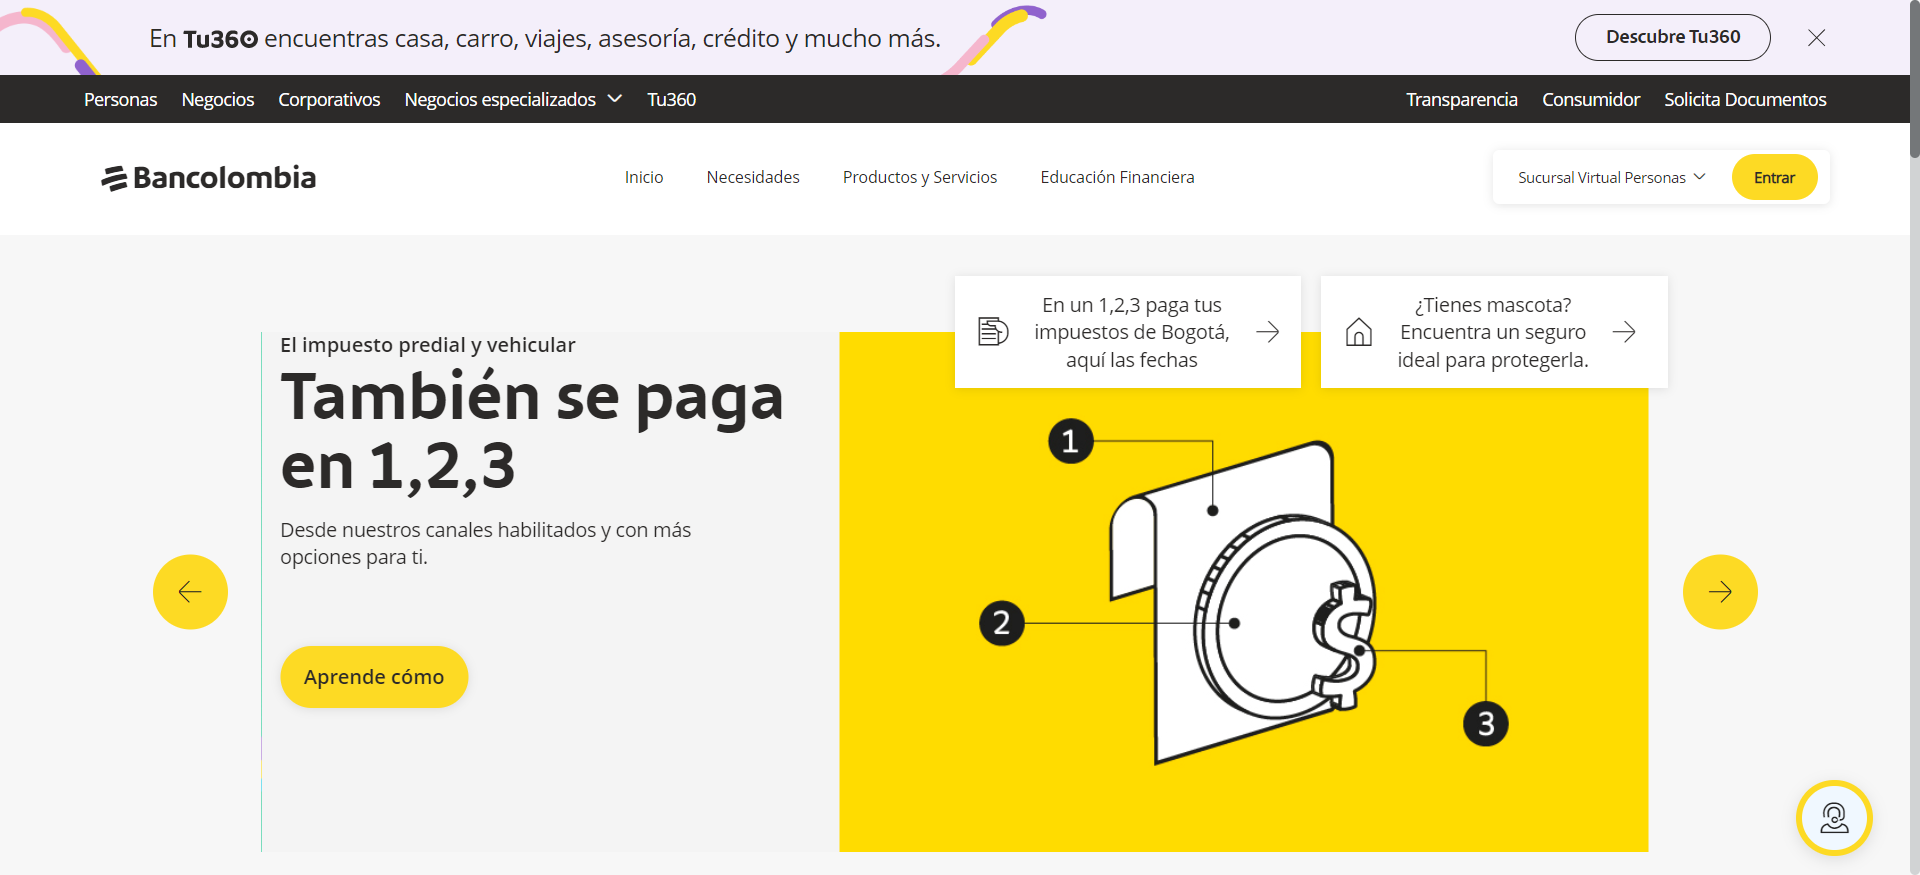 En Tu360 encuentras casa, carro, viajes, asesoría, crédito y mucho más.
Descubre Tu360
Personas
Negocios
Corporativos
Negocios especializados
Tu360
Transparencia
Consumidor
Solicita Documentos
Bancolombia
Inicio
Necesidades
Productos y Servicios
Educación Financiera
Sucursal Virtual Personas
Entrar
En un 1,2,3 paga tus
impuestos de Bogotá,
aquí las fechas
¿Tienes mascota?
Encuentra un seguro
ideal para protegerla.
El impuesto predial y vehicular
También se paga
en 1,2,3
Desde nuestros canales habilitados y con más
opciones para ti.
Aprende cómo
1
2
$
3